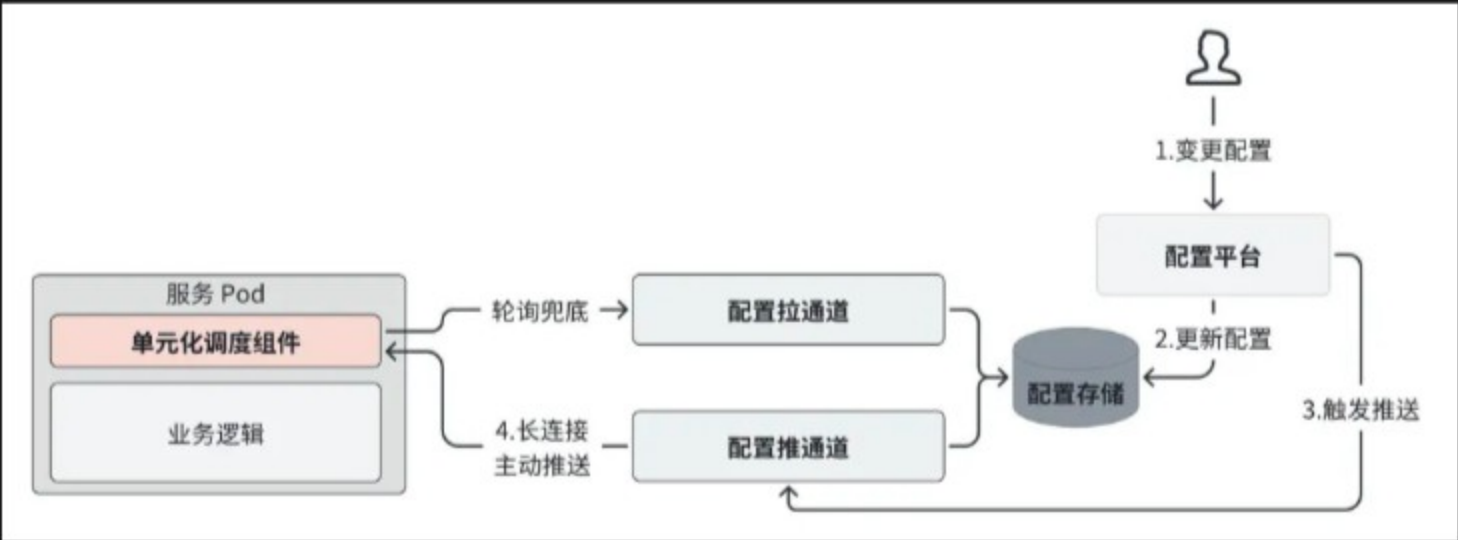 1.变更配置
配置平台
服务 Pod
单元化调度组件
轮询兜底
配置拉通道
2.更新配置
配置存储
3.触发推送
业务逻辑
4.长连接
主动推送
配置推通道